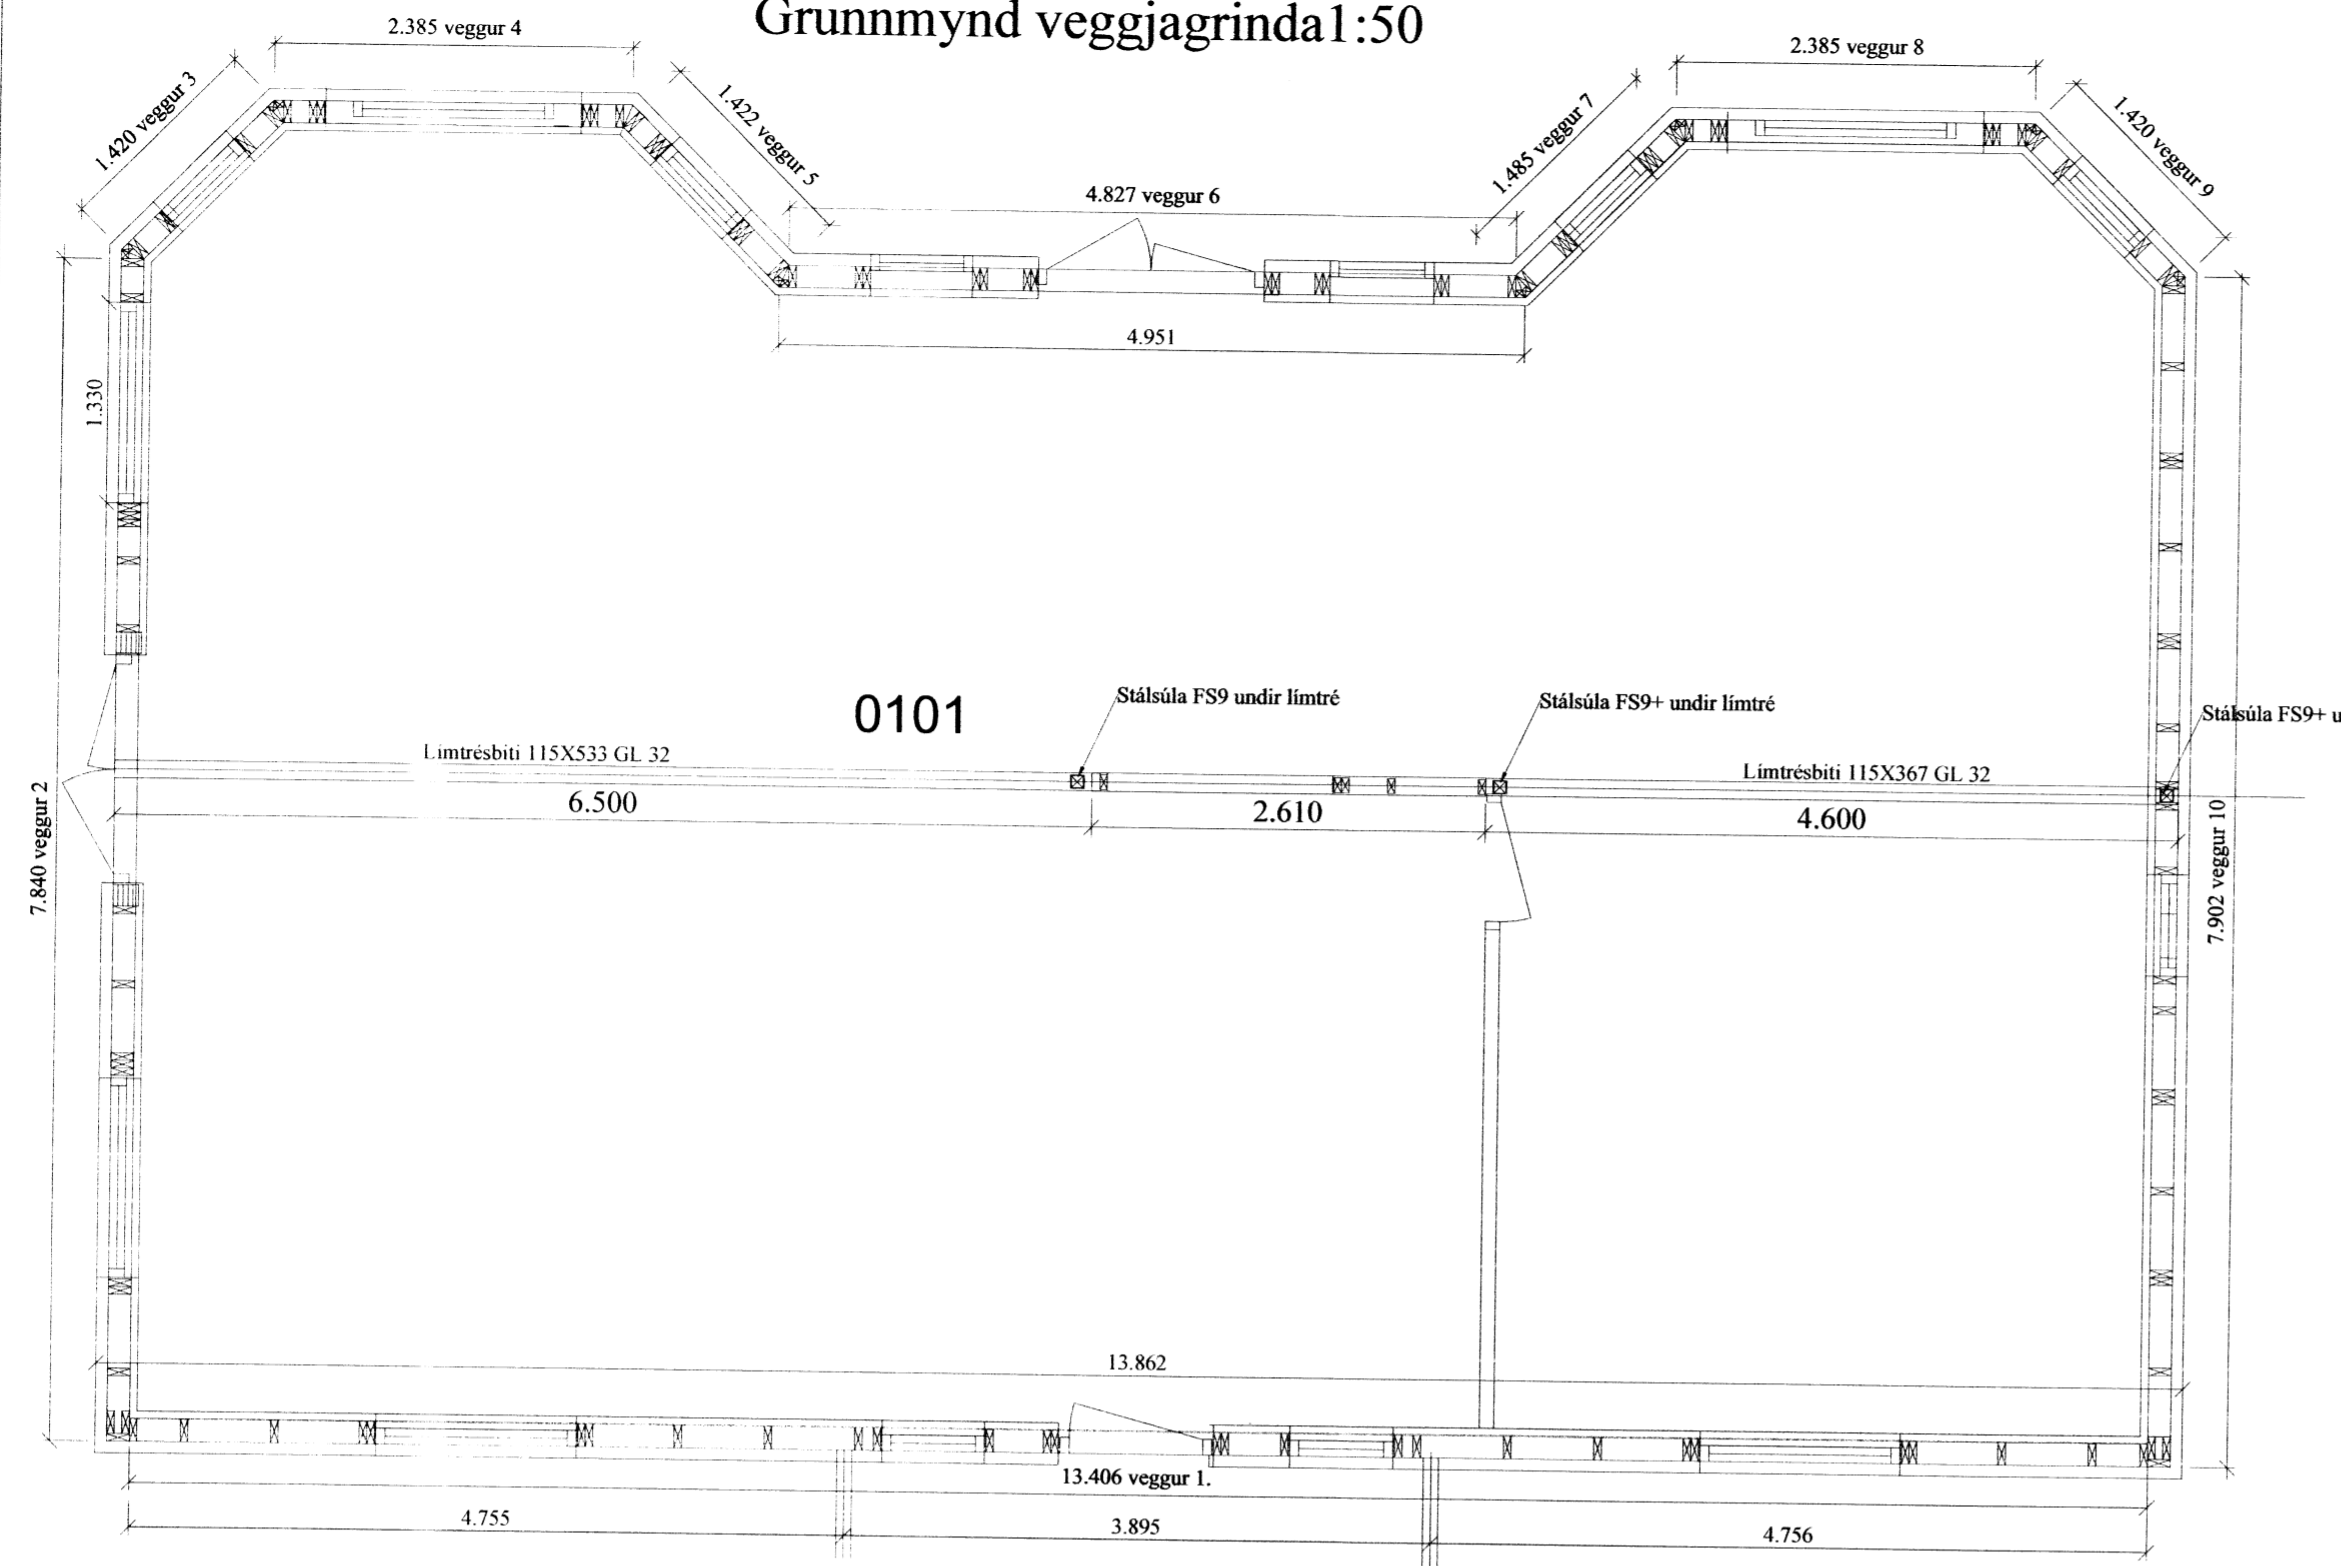 Grunnmynd veggjagrinda1:50
2.385 veggur 4
2.385 veggur 8
1.420 veggur 3
1.422 veggur 5
1.485 veggur 7
1.420 veggur 9
4.827 veggur 6
4.951
1.330
0101
Stálsúla FS9 undir límtré
Stálsúla FS9+ undir límtré
Stálsúla FS9+ u
Límtrésbiti 115X533 GL 32
Límtrésbiti 115X367 GL 32
6.500
2.610
4.600
7.840 veggur 2
7.902 veggur 10
13.862
13.406 veggur 1.
4.755
3.895
4.756